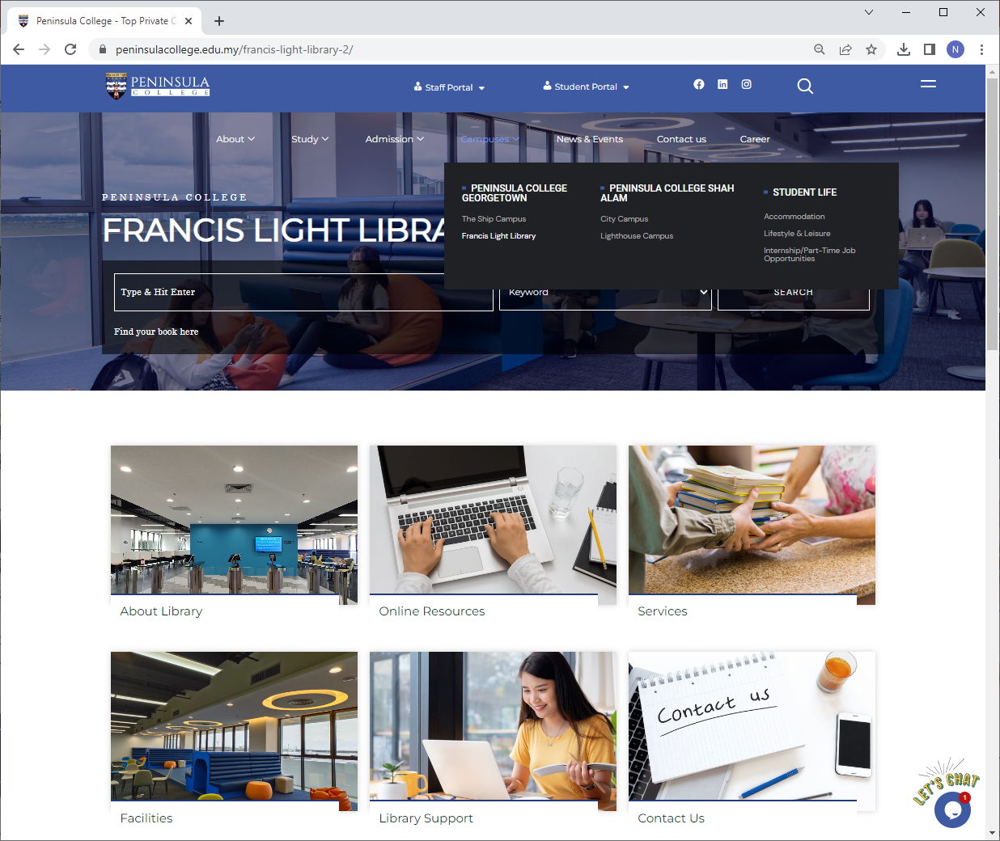 Peninsula College - Top Private C
peninsulacollege.edu.my/francis-light-library-2/
N
PENINSULA
COLLEGE
Staff Portal
Student Portal
About
Study
Admission
Campuses
News & Events
Contact us
Career
PENINSULA COLLEGE
GEORGETOWN
The Ship Campus
Francis Light Library
PENINSULA COLLEGE SHAH
ALAM
City Campus
Lighthouse Campus
STUDENT LIFE
Accommodation
Lifestyle & Leisure
Internship/Part-Time Job
Opportunities
PENINSULA COLLEGE
FRANCIS LIGHT LIBRA
Type & Hit Enter
Keyword
SEARCH
Find your book here
About Library
Online Resources
Services
Contact us
Facilities
Library Support
Contact Us
LET'S CHAT
1